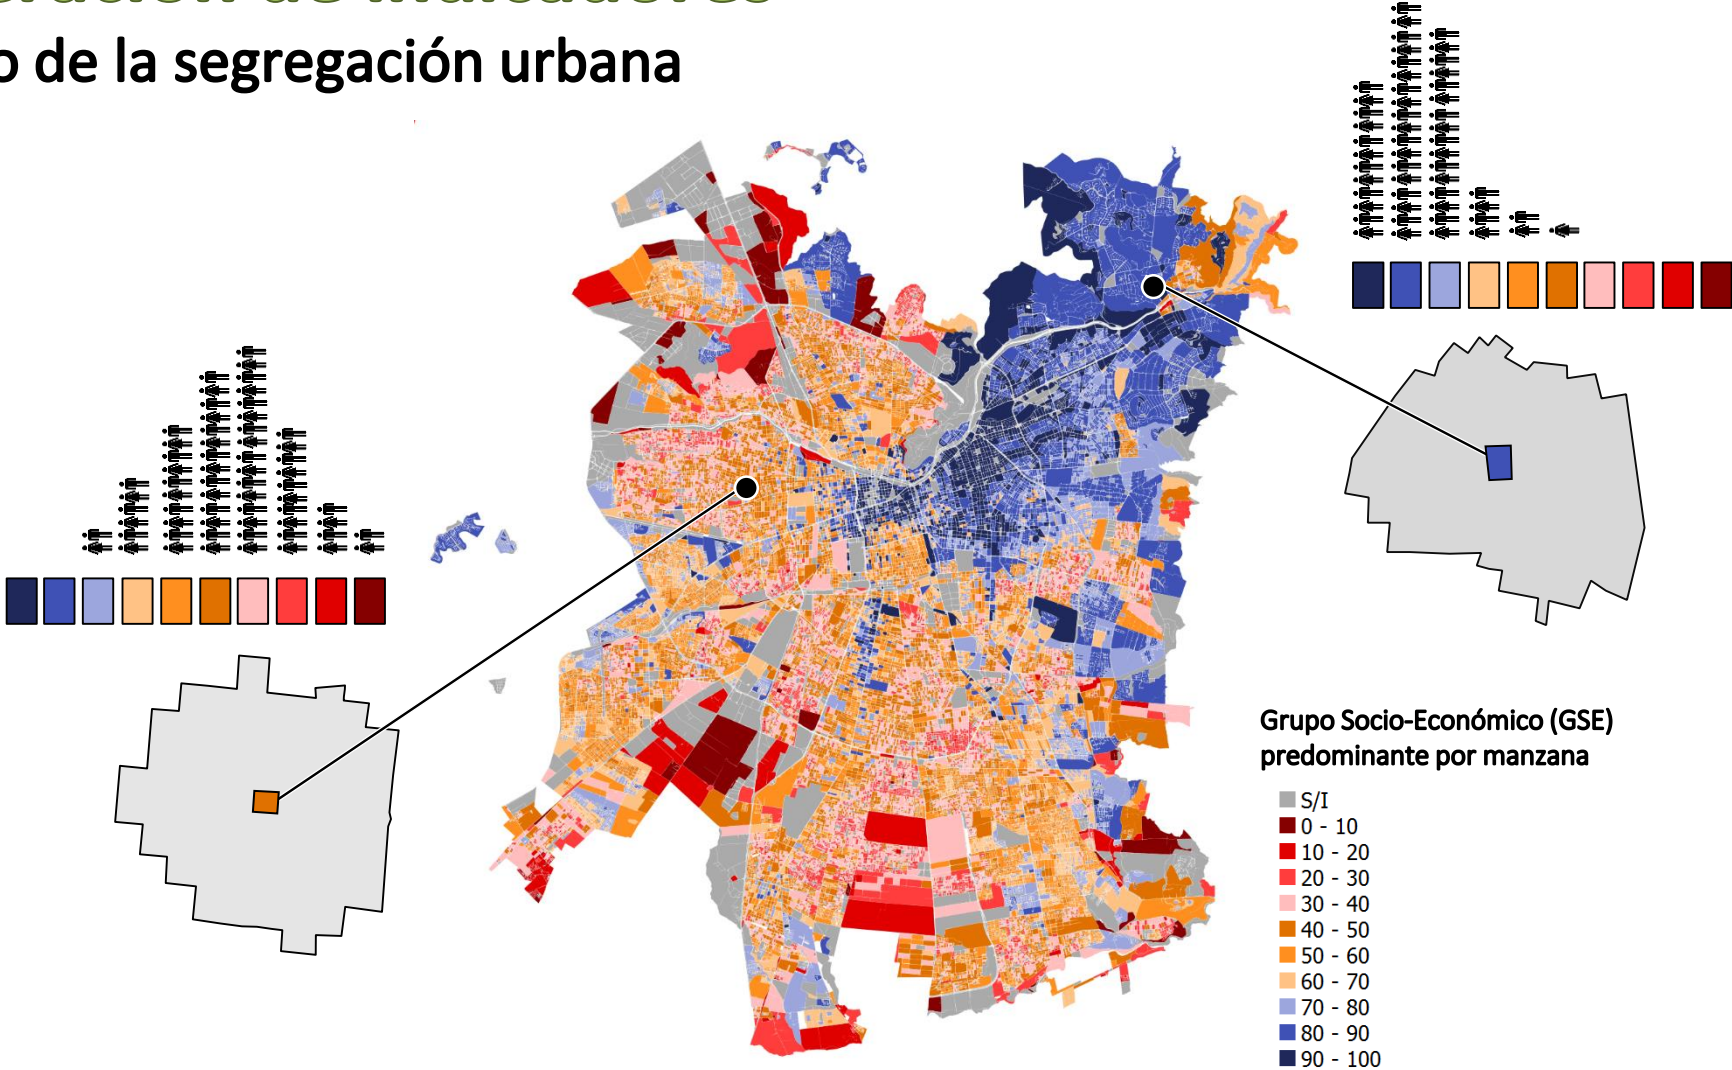 o de la segregación urbana
Grupo Socio-Económico (GSE)
predominante por manzana
S/I
0 - 10
10 - 20
20 - 30
30 - 40
40 - 50
50 - 60
60 - 70
70 - 80
80 - 90
90 - 100